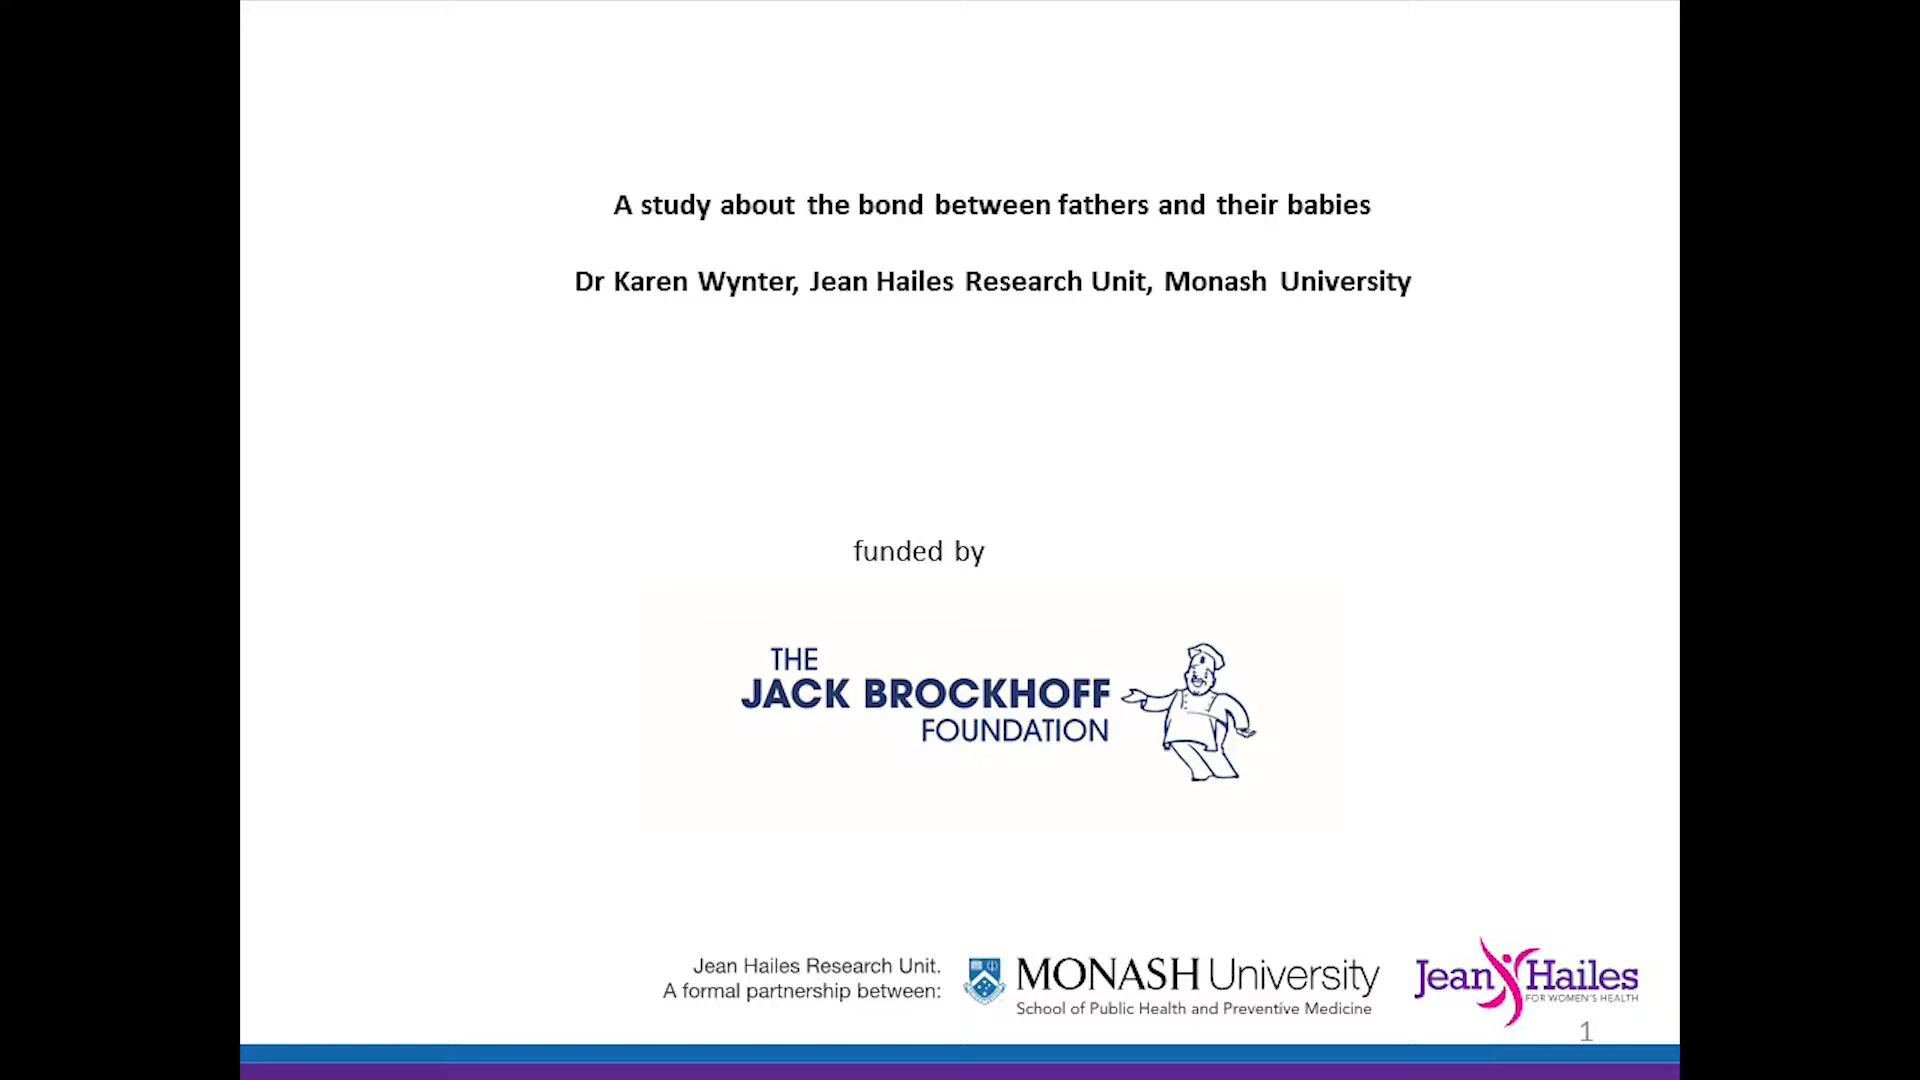 A study about the bond between fathers and their babies
Dr Karen Wynter, Jean Hailes Research Unit, Monash University
funded by
THE
JACK BROCKHOFF
FOUNDATION
Jean Hailes Research Unit.
A formal partnership between:
MONASH University
School of Public Health and Preventive Medicine
Jean Hailes
FOR WOMEN'S HEALTH
1